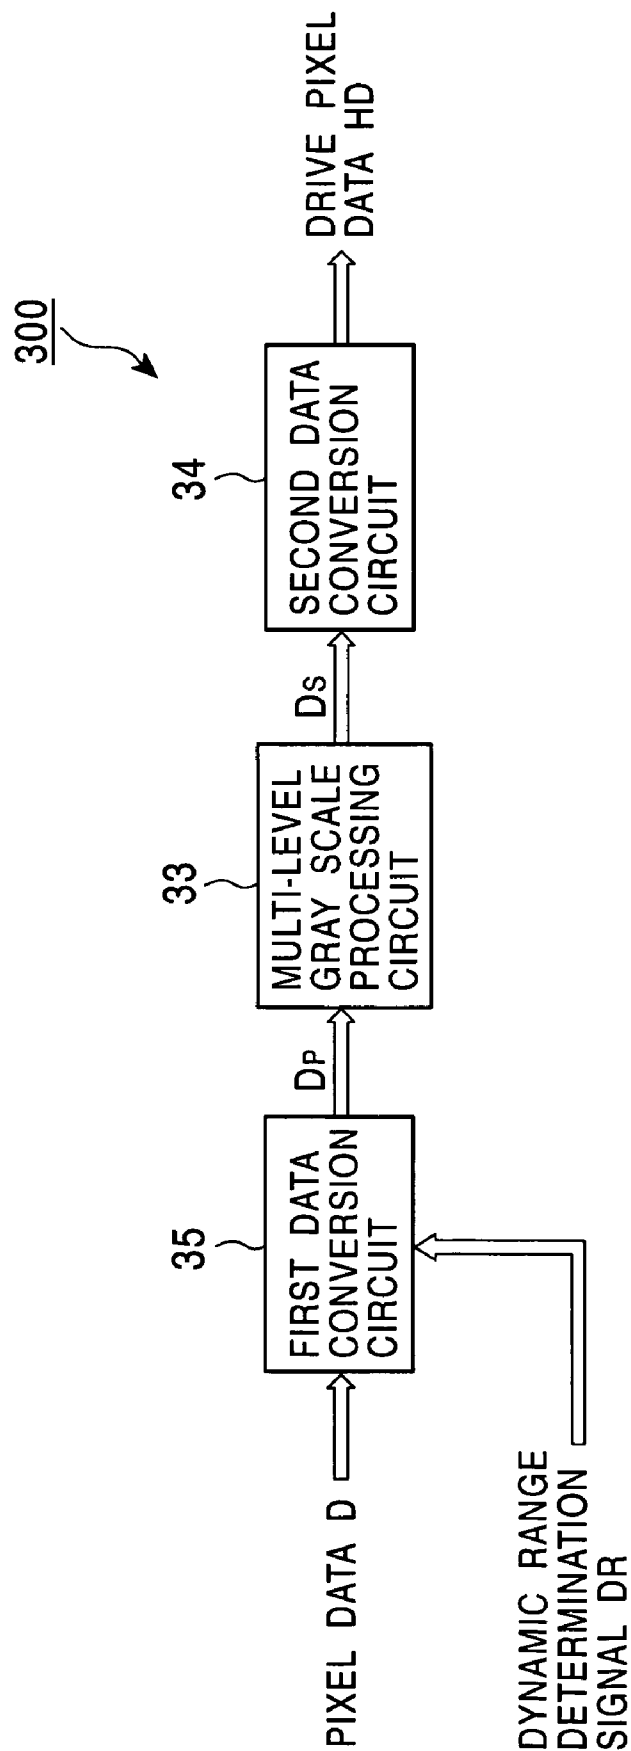 300
PIXEL DATA D
DYNAMIC RANGE
DETERMINATION
SIGNAL DR
35
FIRST DATA
CONVERSION
CIRCUIT
DP
33
MULTI-LEVEL
GRAY SCALE
PROCESSING
CIRCUIT
DS
34
SECOND DATA
CONVERSION
CIRCUIT
DRIVE PIXEL
DATA HD